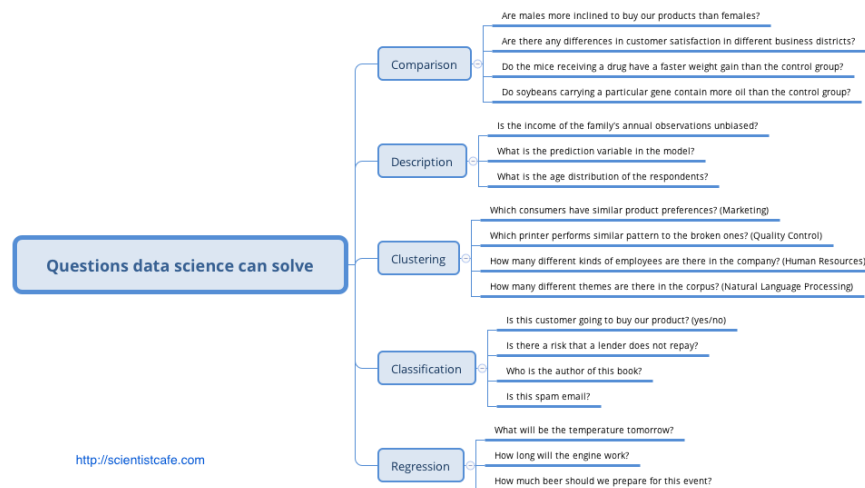 Questions data science can solve
Comparison
Are males more inclined to buy our products than females?
Are there any differences in customer satisfaction in different business districts?
Do the mice receiving a drug have a faster weight gain than the control group?
Do soybeans carrying a particular gene contain more oil than the control group?
Description
Is the income of the family's annual observations unbiased?
What is the prediction variable in the model?
What is the age distribution of the respondents?
Clustering
Which consumers have similar product preferences? (Marketing)
Which printer performs similar pattern to the broken ones? (Quality Control)
How many different kinds of employees are there in the company? (Human Resources)
How many different themes are there in the corpus? (Natural Language Processing)
Classification
Is this customer going to buy our product? (yes/no)
Is there a risk that a lender does not repay?
Who is the author of this book?
Is this spam email?
Regression
What will be the temperature tomorrow?
How long will the engine work?
How much beer should we prepare for this event?
http://scientistcafe.com